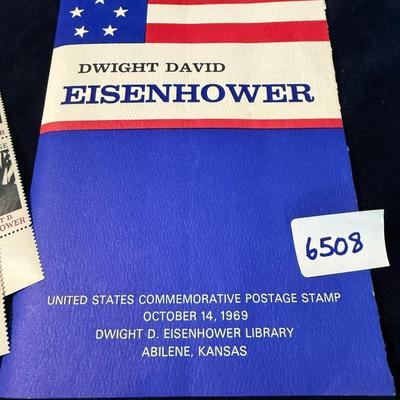 DWIGHT DAVID
EISENHOWER
6508
UNITED STATES COMMEMORATIVE POSTAGE STAMP
OCTOBER 14, 1969
DWIGHT D. EISENHOWER LIBRARY
ABILENE, KANSAS